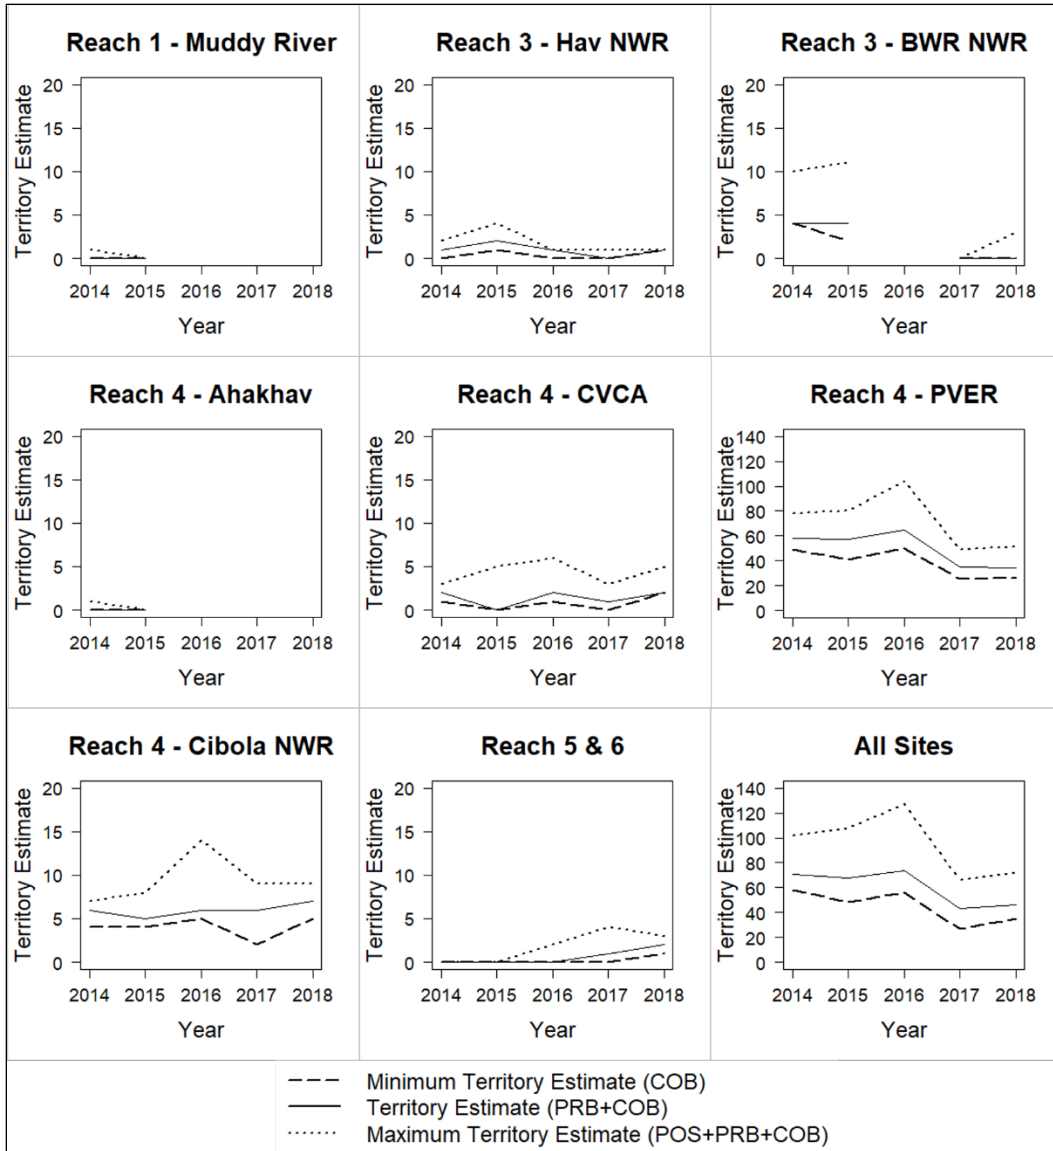 Reach 1 - Muddy River
Territory Estimate
20
15
10
5
0
2014 2015 2016 2017 2018
Year
Reach 3 - Hav NWR
Territory Estimate
20
15
10
5
0
2014 2015 2016 2017 2018
Year
Reach 3 - BWR NWR
Territory Estimate
20
15
10
5
0
2014 2015 2016 2017 2018
Year
Reach 4 - Ahakhav
Territory Estimate
20
15
10
5
0
2014 2015 2016 2017 2018
Year
Reach 4 - CVCA
Territory Estimate
20
15
10
5
0
2014 2015 2016 2017 2018
Year
Reach 4 - PVER
Territory Estimate
140
120
100
80
60
40
20
0
2014 2015 2016 2017 2018
Year
Reach 4 - Cibola NWR
Territory Estimate
20
15
10
5
0
2014 2015 2016 2017 2018
Year
Reach 5 & 6
Territory Estimate
20
15
10
5
0
2014 2015 2016 2017 2018
Year
All Sites
Territory Estimate
140
120
100
80
60
40
20
0
2014 2015 2016 2017 2018
Year
Minimum Territory Estimate (COB)
Territory Estimate (PRB+COB)
Maximum Territory Estimate (POS+PRB+COB)